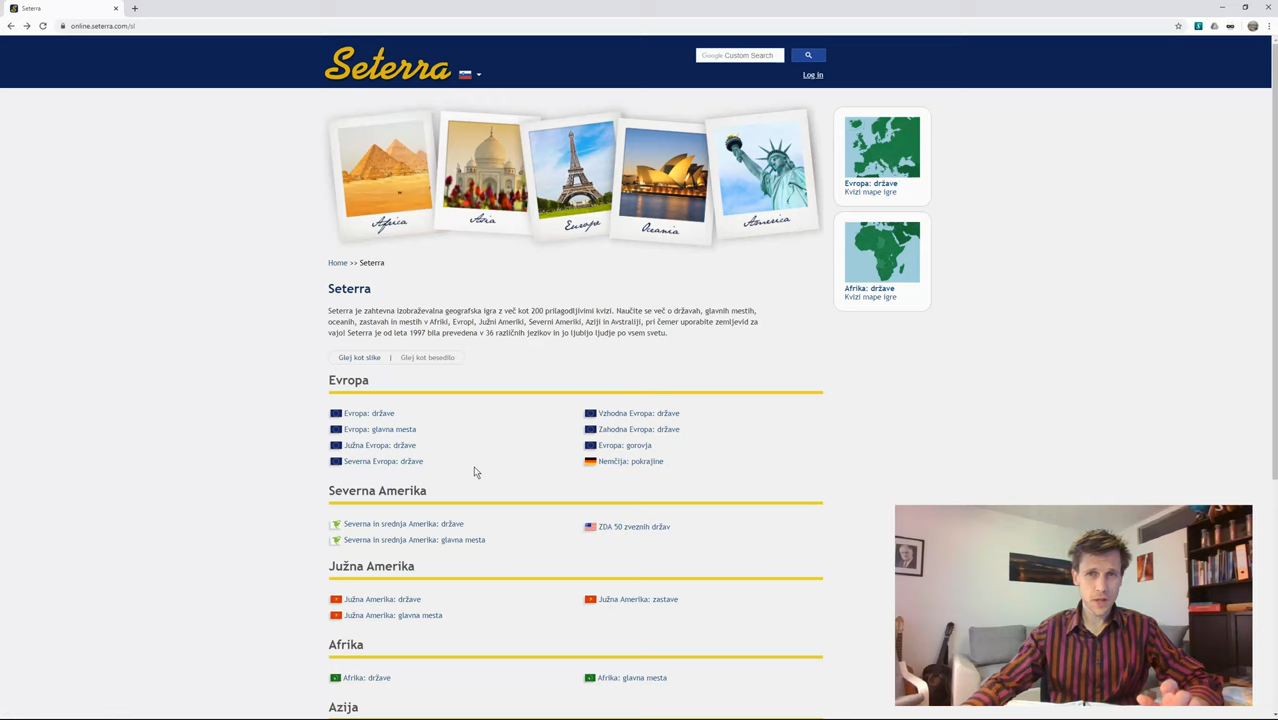 Seterra
online.seterra.com/sl
Seterra
Google Custom Search
Log in
Africa
Asia
Europe
Oceania
America
Evropa: države
Kvizi mape igre
Afrika: države
Kvizi mape igre
Home >> Seterra
Seterra
Seterra je zahtevna izobraževalna geografska igra z več kot 200 prilagodljivimi kvizi. Naučite se več o državah, glavnih mestih,
oceanih, zastavah in mestih v Afriki, Evropi, Južni Ameriki, Severni Ameriki, Aziji in Avstraliji, pri čemer uporabite zemljevid za
vajo! Seterra je od leta 1997 bila prevedena v 36 različnih jezikov in jo ljubijo ljudje po vsem svetu.
Glej kot slike | Glej kot besedilo
Evropa
Evropa: države
Evropa: glavna mesta
Južna Evropa: države
Severna Evropa: države
Vzhodna Evropa: države
Zahodna Evropa: države
Evropa: gorovja
Nemčija: pokrajine
Severna Amerika
Severna in srednja Amerika: države
Severna in srednja Amerika: glavna mesta
ZDA 50 zveznih držav
Južna Amerika
Južna Amerika: države
Južna Amerika: glavna mesta
Južna Amerika: zastave
Afrika
Afrika: države
Afrika: glavna mesta
Azija